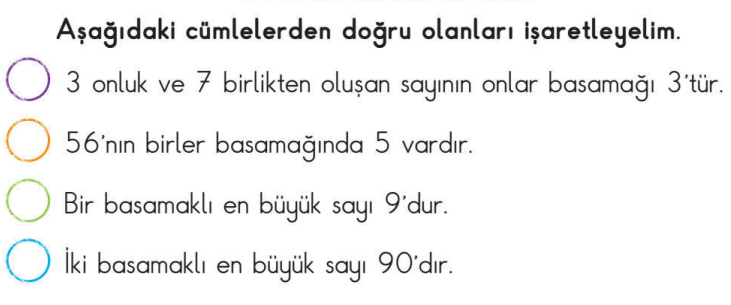 Aşağıdaki cümlelerden doğru olanları işaretleyelim.
3 onluk ve 7 birlikten oluşan sayının onlar basamağı 3'tür.
56'nın birler basamağında 5 vardır.
Bir basamaklı en büyük sayı 9'dur.
İki basamaklı en büyük sayı 90'dır.